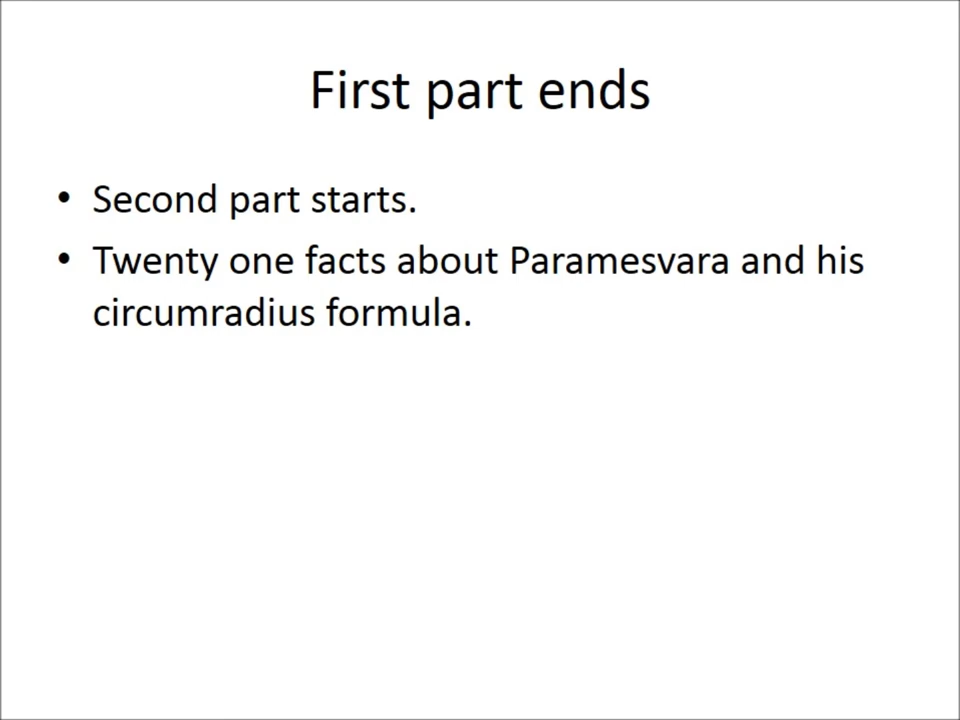 First part ends
• Second part starts.
• Twenty one facts about Paramesvara and his
circumradius formula.